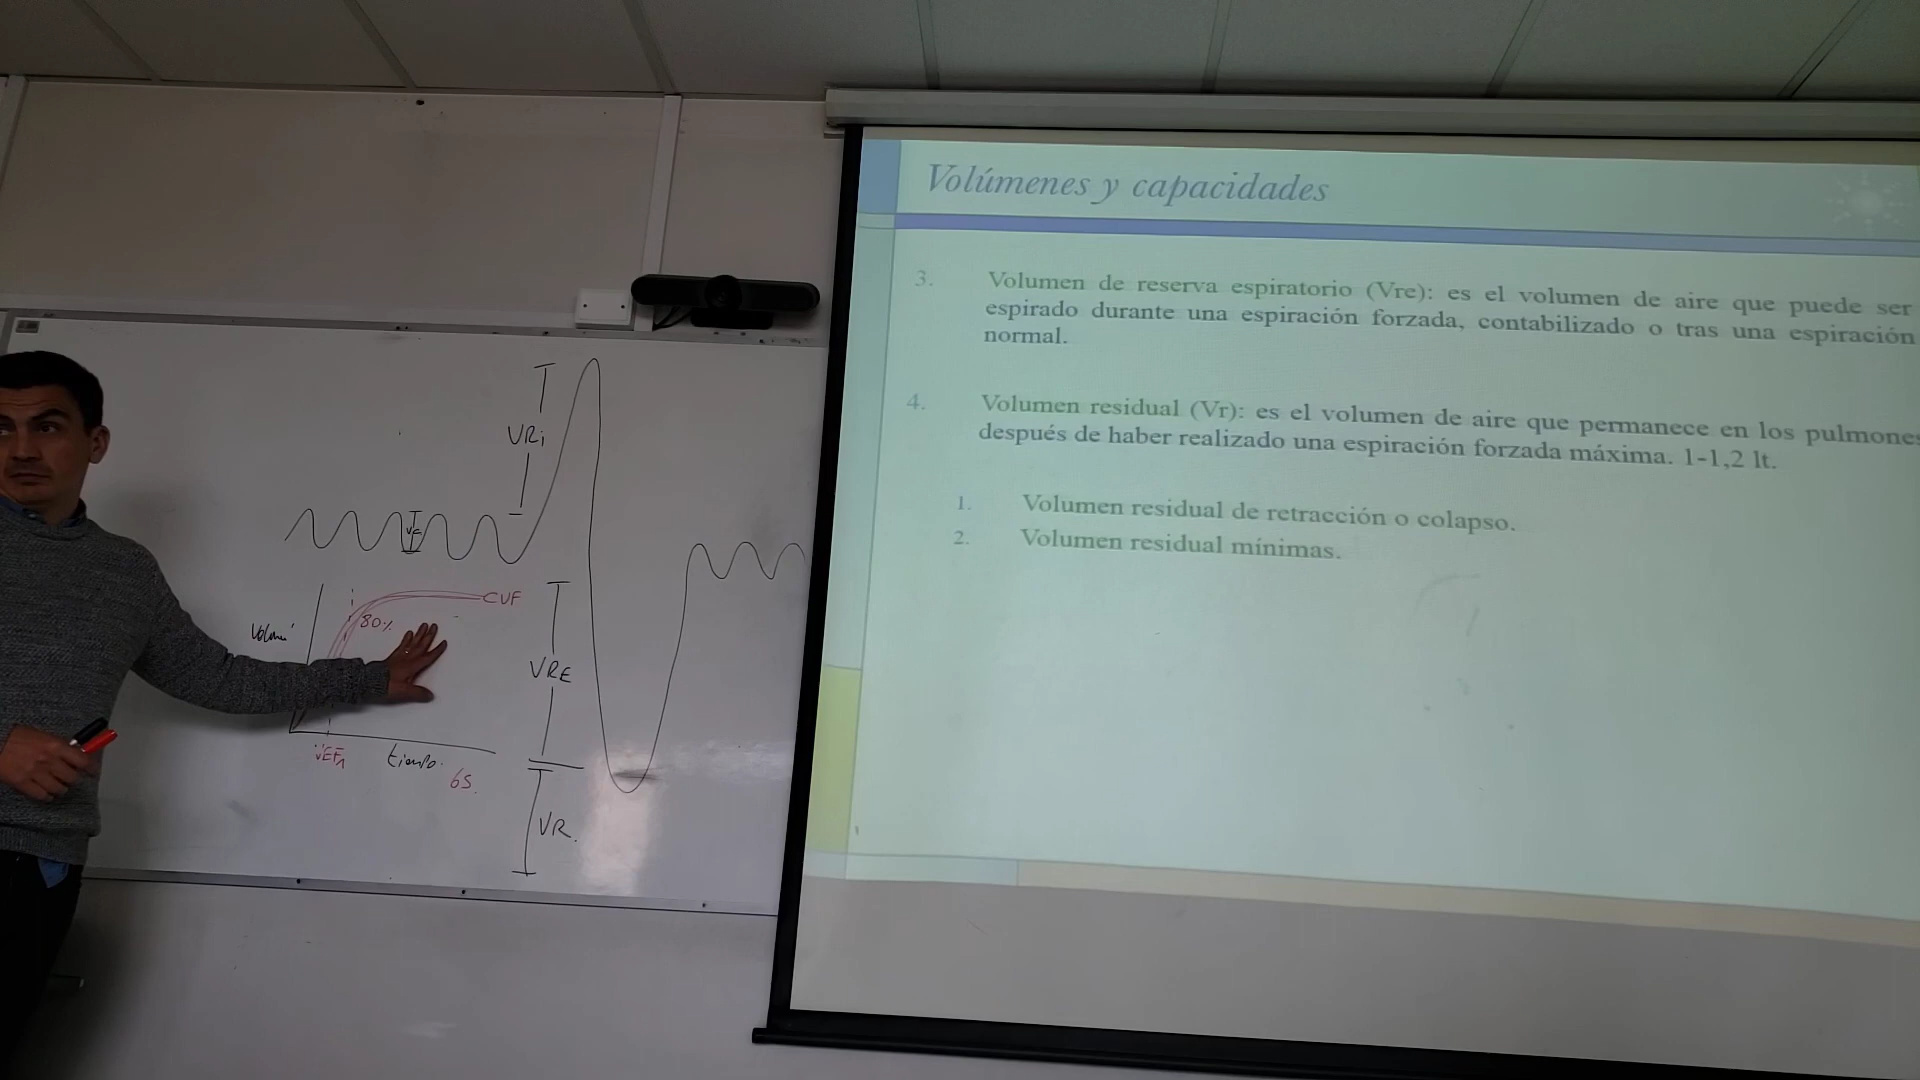 VRi
VC
CVF
80%
VRE
VEF1
tiempo
6s.
VR.
Volúmenes y capacidades
3. Volumen de reserva espiratorio (Vre): es el volumen de aire que puede ser
espirado durante una espiración forzada, contabilizado o tras una espiración
normal.
4. Volumen residual (Vr): es el volumen de aire que permanece en los pulmones
después de haber realizado una espiración forzada máxima. 1-1,2 lt.
1. Volumen residual de retracción o colapso.
2. Volumen residual mínimas.